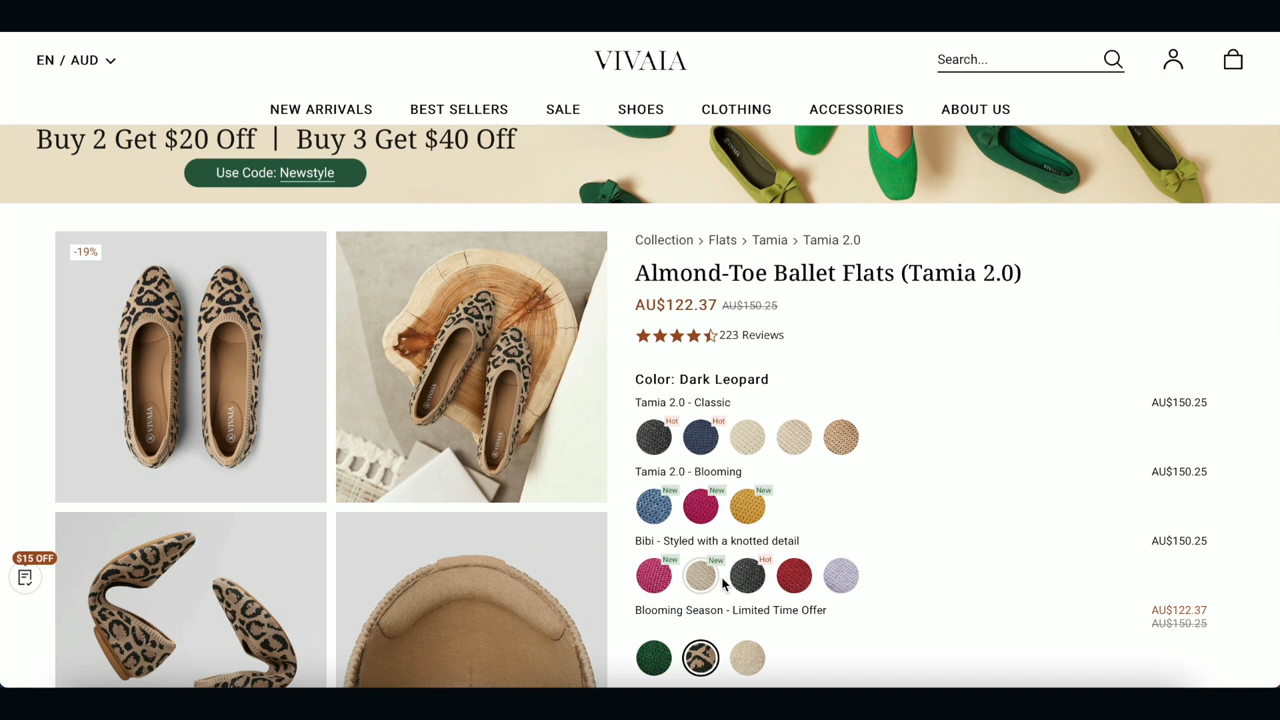 EN / AUD
VIVAIA
Search...
NEW ARRIVALS BEST SELLERS SALE SHOES CLOTHING ACCESSORIES ABOUT US
Buy 2 Get $20 Off | Buy 3 Get $40 Off
Use Code: Newstyle
Collection > Flats > Tamia > Tamia 2.0
-19%
Almond-Toe Ballet Flats (Tamia 2.0)
AU$122.37 AU$150.25
223 Reviews
Color: Dark Leopard
Tamia 2.0 - Classic AU$150.25
Hot Hot
VIVAIA VIVAIA
VIVAIA VIVAIA
Tamia 2.0 - Blooming AU$150.25
New New New
Bibi - Styled with a knotted detail AU$150.25
New New Hot
$15 OFF
Blooming Season - Limited Time Offer AU$122.37
AU$150.25